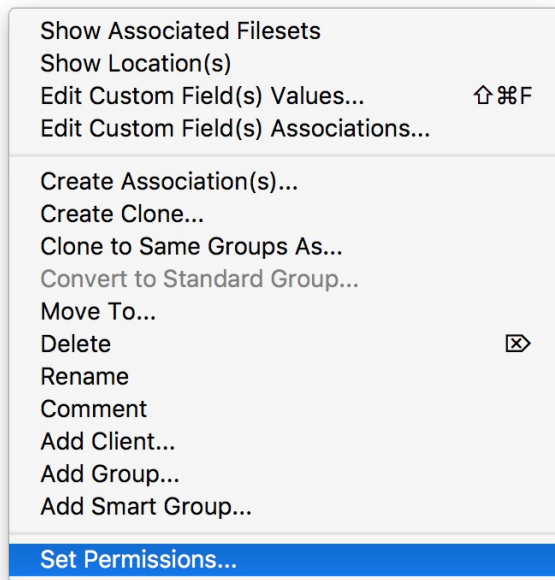 Show Associated Filesets
Show Location(s)
Edit Custom Field(s) Values... ⇧⌘F
Edit Custom Field(s) Associations...
Create Association(s)...
Create Clone...
Clone to Same Groups As...
Convert to Standard Group...
Move To...
Delete ⌦
Rename
Comment
Add Client...
Add Group...
Add Smart Group...
Set Permissions...